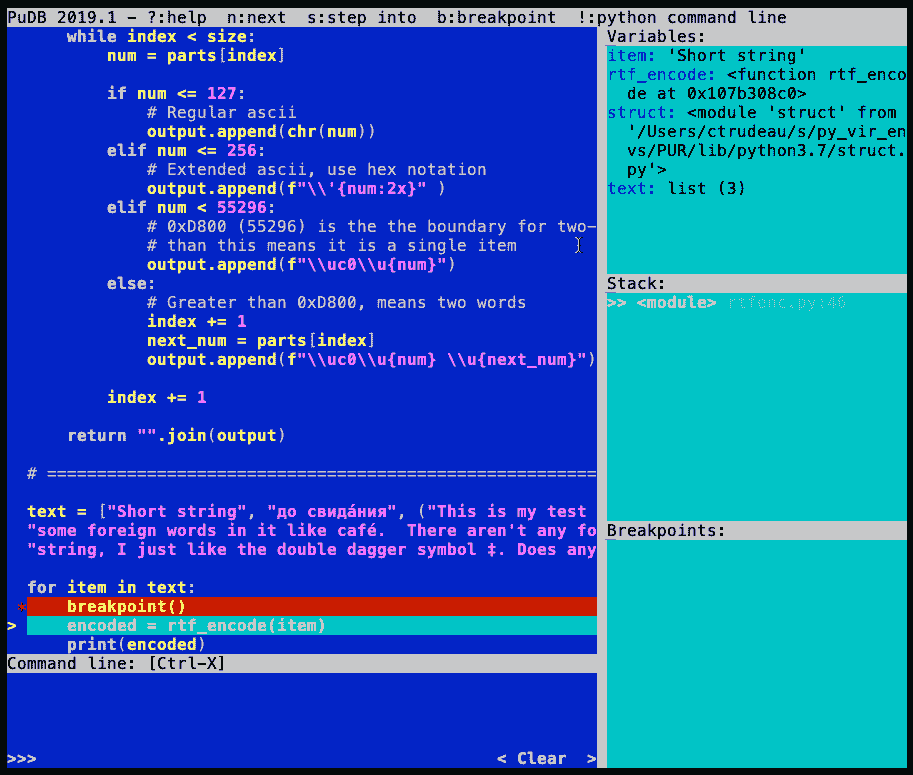 PuDB 2019.1 - ?:help  n:next  s:step into  b:breakpoint  !:python command line
while index < size:
num = parts[index]
if num <= 127:
# Regular ascii
output.append(chr(num))
elif num <= 256:
# Extended ascii, use hex notation
output.append(f"\\'{num:2x}" )
elif num < 55296:
# 0xD800 (55296) is the the boundary for two-
# than this means it is a single item
output.append(f"\\uc0\\u{num}")
else:
# Greater than 0xD800, means two words
index += 1
next_num = parts[index]
output.append(f"\\uc0\\u{num} \\u{next_num}")
index += 1
return "".join(output)
# =======================================================
text = ["Short string", "до свида́ния", ("This is my test
"some foreign words in it like café.  There aren't any fo
"string, I just like the double dagger symbol ‡. Does any
for item in text:
* breakpoint()
> encoded = rtf_encode(item)
print(encoded)
Command line: [Ctrl-X]
>>> < Clear  >
Variables:
item: 'Short string'
rtf_encode: <function rtf_enco
de at 0x107b308c0>
struct: <module 'struct' from
'/Users/ctrudeau/s/py_vir_en
vs/PUR/lib/python3.7/struct.
py'>
text: list (3)
Stack:
>> <module> rtfenc.py:46
Breakpoints: